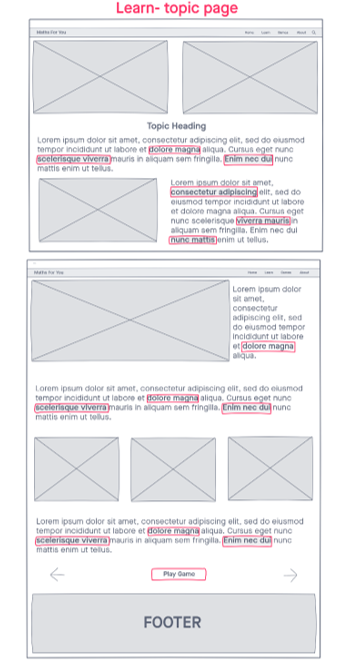 Learn- topic page
Maths For You
Home Learn Games About
Topic Heading
Lorem ipsum dolor sit amet, consectetur adipiscing elit, sed do eiusmod
tempor incididunt ut labore et dolore magna aliqua. Cursus eget nunc
scelerisque viverra mauris in aliquam sem fringilla. Enim nec dui nunc
mattis enim ut tellus.
Lorem ipsum dolor sit amet,
consectetur adipiscing elit, sed do
eiusmod tempor incididunt ut labore
et dolore magna aliqua. Cursus eget
nunc scelerisque viverra mauris in
aliquam sem fringilla. Enim nec dui
nunc mattis enim ut tellus.
Maths For You
Home Learn Games About
Lorem ipsum dolor
sit amet,
consectetur
adipiscing elit, sed
do eiusmod tempor
incididunt ut labore
et dolore magna
aliqua.
Lorem ipsum dolor sit amet, consectetur adipiscing elit, sed do eiusmod
tempor incididunt ut labore et dolore magna aliqua. Cursus eget nunc
scelerisque viverra mauris in aliquam sem fringilla. Enim nec dui nunc
mattis enim ut tellus.
Lorem ipsum dolor sit amet, consectetur adipiscing elit, sed do eiusmod
tempor incididunt ut labore et dolore magna aliqua. Cursus eget nunc
scelerisque viverra mauris in aliquam sem fringilla. Enim nec dui nunc
mattis enim ut tellus.
Play Game
FOOTER